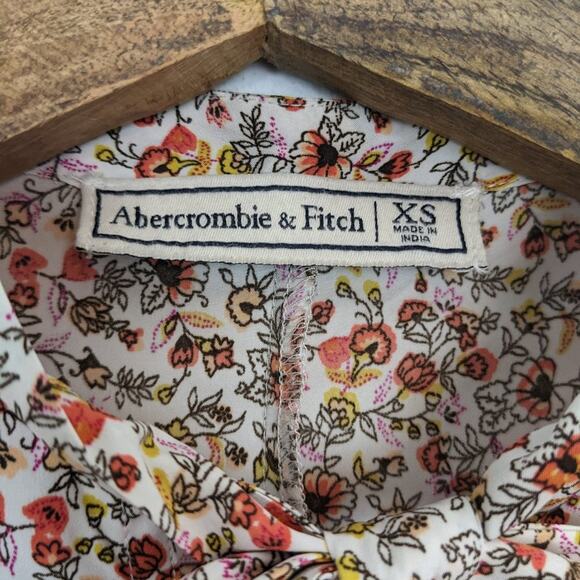 Abercrombie & Fitch
XS
MADE IN
INDIA